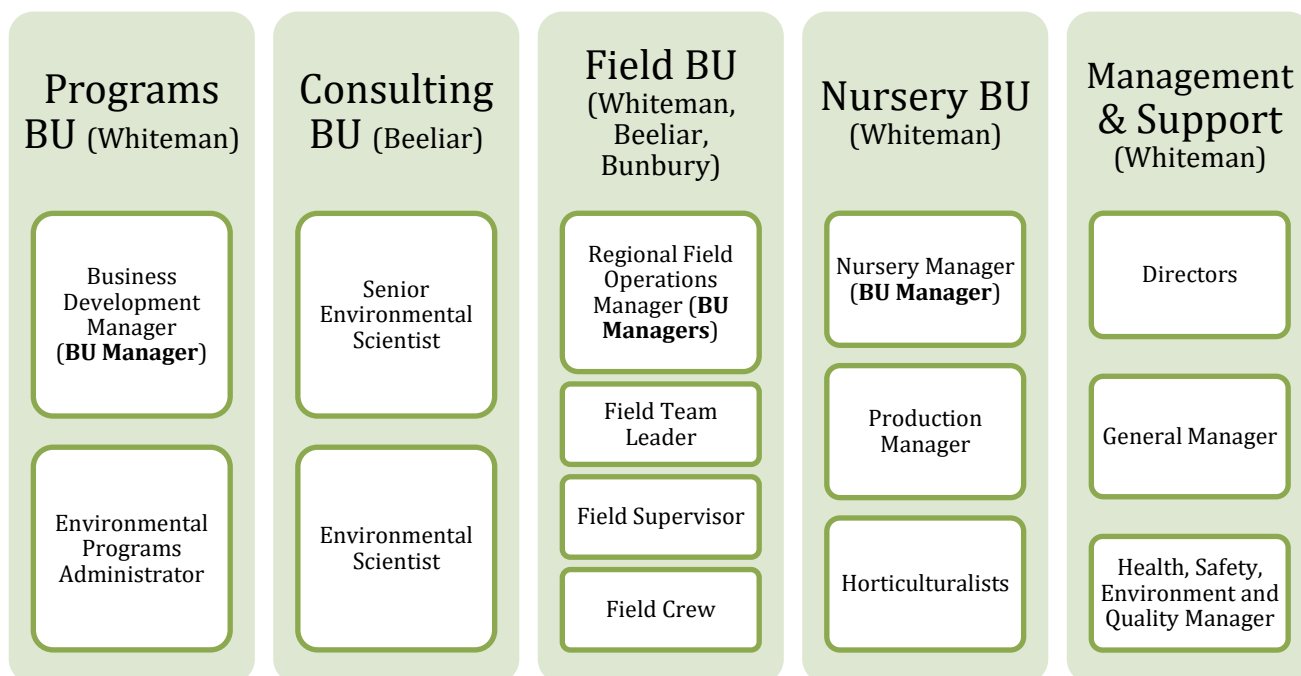 Programs
BU (Whiteman)
Business
Development
Manager
(BU Manager)
Environmental
Programs
Administrator
Consulting
BU (Beeliar)
Senior
Environmental
Scientist
Environmental
Scientist
Field BU
(Whiteman,
Beeliar,
Bunbury)
Regional Field
Operations
Manager (BU
Managers)
Field Team
Leader
Field Supervisor
Field Crew
Nursery BU
(Whiteman)
Nursery Manager
(BU Manager)
Production
Manager
Horticulturalists
Management
& Support
(Whiteman)
Directors
General Manager
Health, Safety,
Environment and
Quality Manager